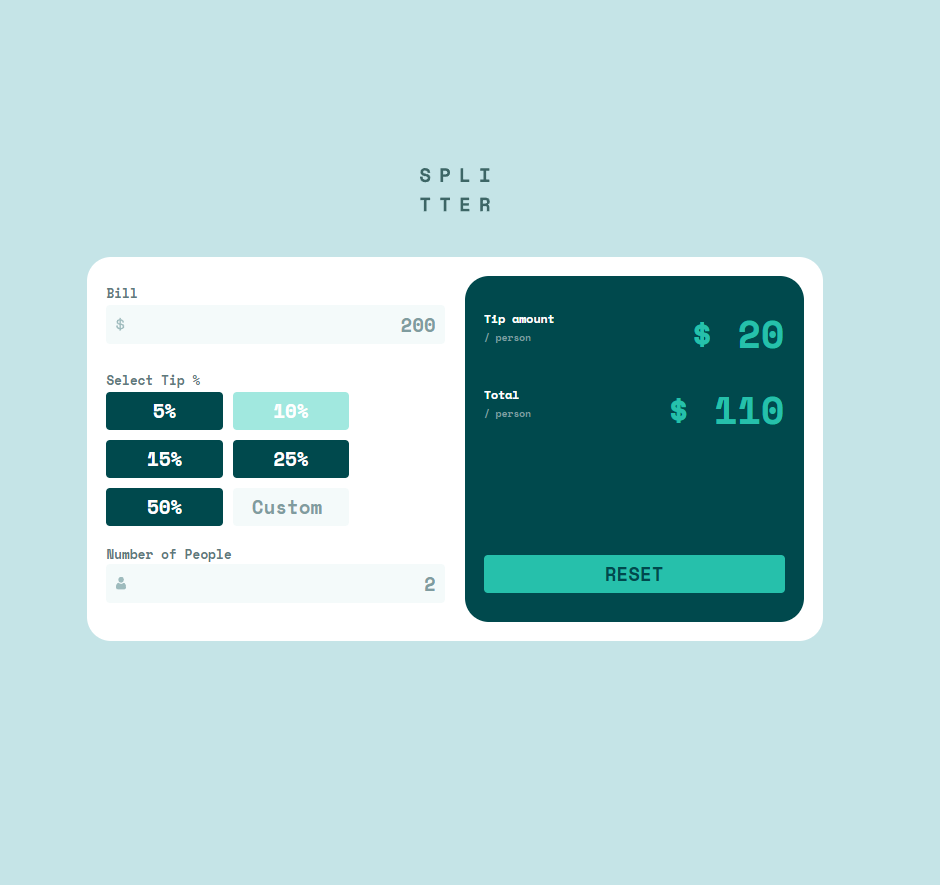 SPLI
TTER
Bill
$ 200
Select Tip %
5% 10%
15% 25%
50% Custom
Number of People
2
Tip amount
/ person
$ 20
Total
/ person
$ 110
RESET